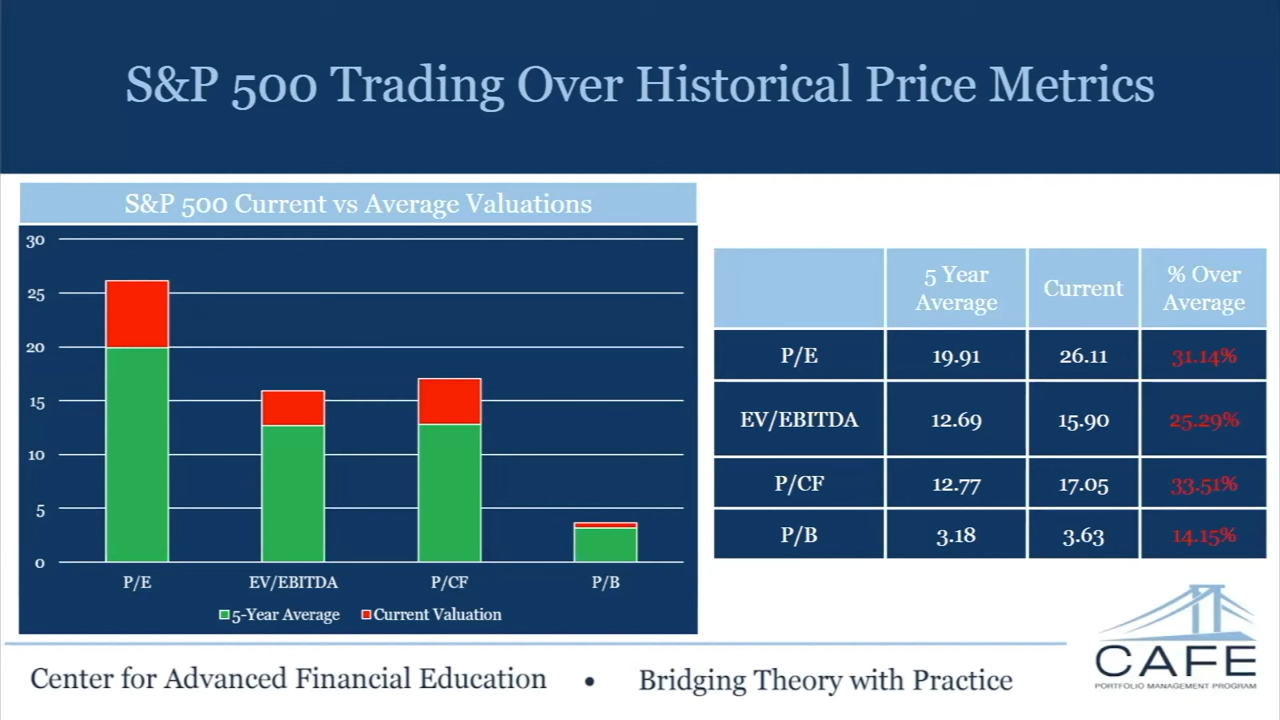 S&P 500 Trading Over Historical Price Metrics
S&P 500 Current vs Average Valuations
30
25
20
15
10
5
0
P/E EV/EBITDA P/CF P/B
5-Year Average Current Valuation
5 Year Average Current % Over Average
P/E 19.91 26.11 31.14%
EV/EBITDA 12.69 15.90 25.29%
P/CF 12.77 17.05 33.51%
P/B 3.18 3.63 14.15%
CAFE
PORTFOLIO MANAGEMENT PROGRAM
Center for Advanced Financial Education • Bridging Theory with Practice